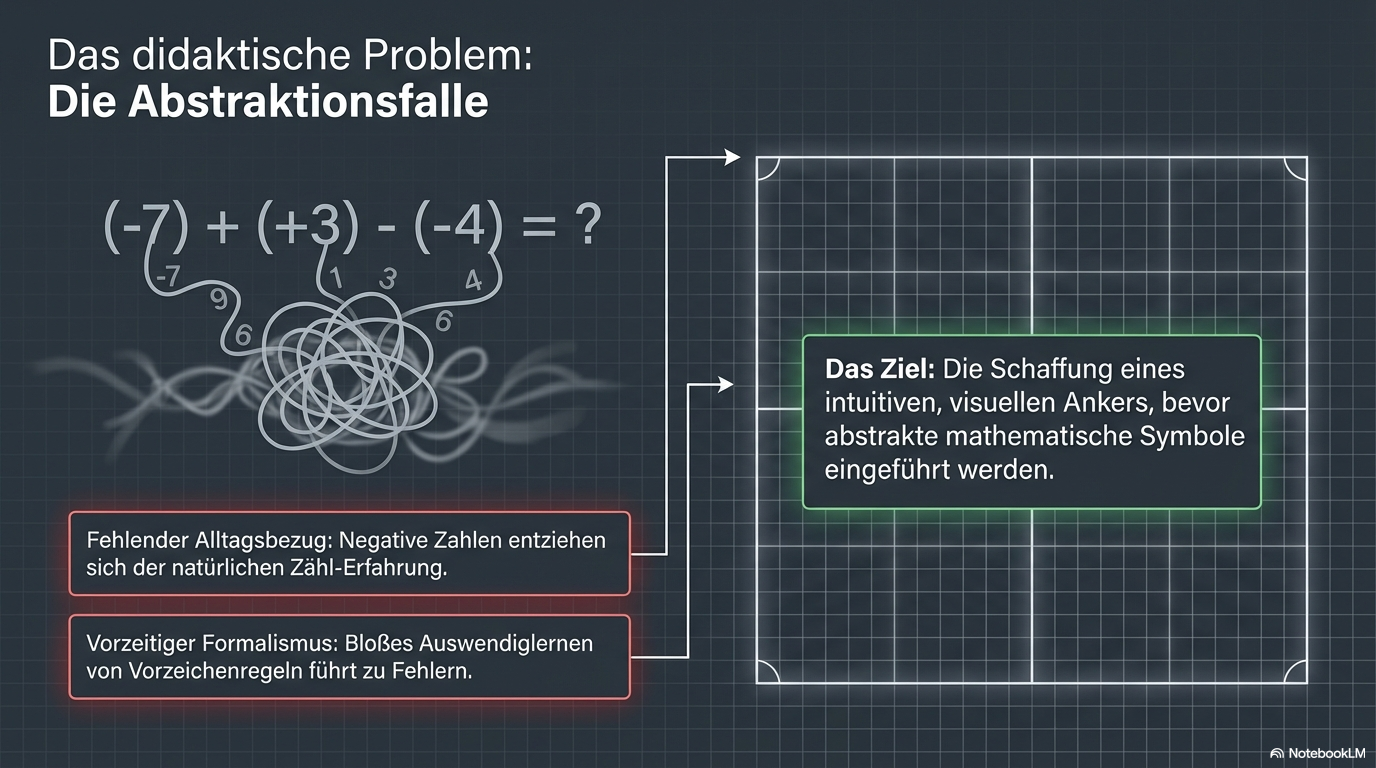 Das didaktische Problem:
Die Abstraktionsfalle
(-7) + (+3) - (-4) = ?
-7
1
3
4
9
6
6
Das Ziel: Die Schaffung eines
intuitiven, visuellen Ankers, bevor
abstrakte mathematische Symbole
eingeführt werden.
Fehlender Alltagsbezug: Negative Zahlen entziehen
sich der natürlichen Zähl-Erfahrung.
Vorzeitiger Formalismus: Bloßes Auswendiglernen
von Vorzeichenregeln führt zu Fehlern.
NotebookLM